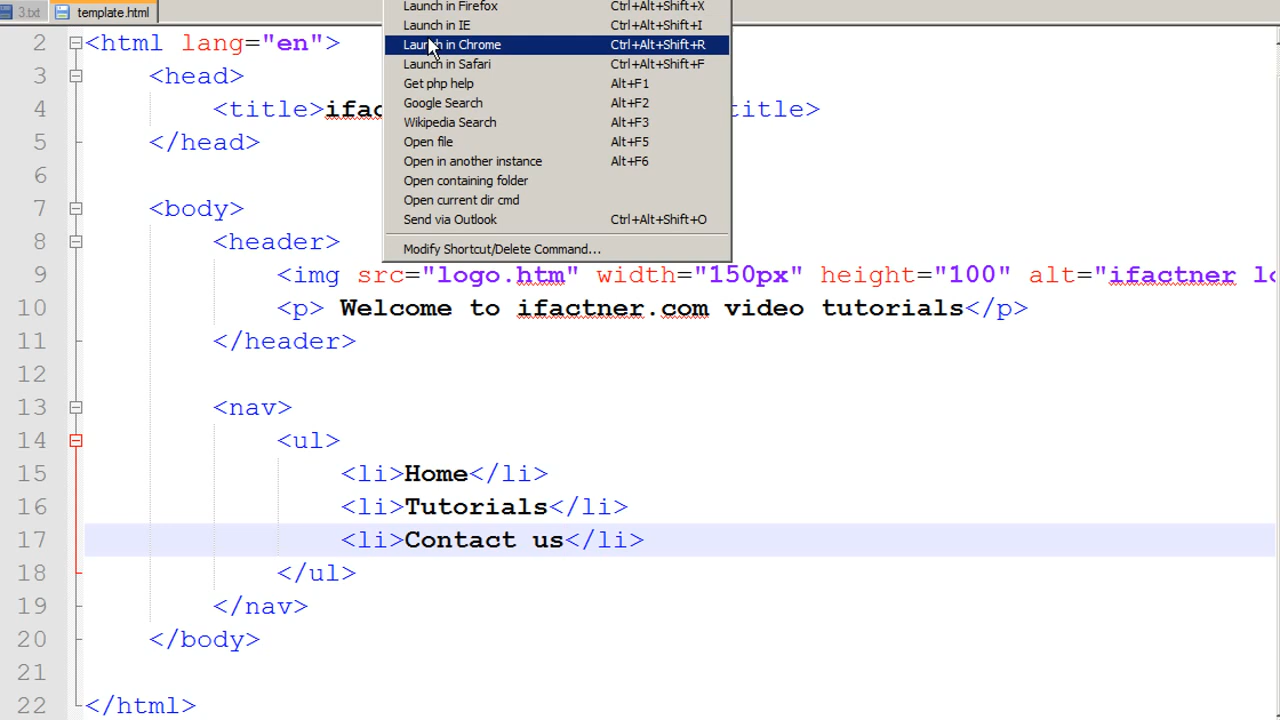 3.txt template.html
Launch in Firefox Ctrl+Alt+Shift+X
Launch in IE Ctrl+Alt+Shift+I
Launch in Chrome Ctrl+Alt+Shift+R
Launch in Safari Ctrl+Alt+Shift+F
Get php help Alt+F1
Google Search Alt+F2
Wikipedia Search Alt+F3
Open file Alt+F5
Open in another instance Alt+F6
Open containing folder
Open current dir cmd
Send via Outlook Ctrl+Alt+Shift+O
Modify Shortcut/Delete Command...
2 <html lang="en">
3 <head>
4 <title>ifac title>
5 </head>
6
7 <body>
8 <header>
9 <img src="logo.htm" width="150px" height="100" alt="ifactner lo
10 <p> Welcome to ifactner.com video tutorials</p>
11 </header>
12
13 <nav>
14 <ul>
15 <li>Home</li>
16 <li>Tutorials</li>
17 <li>Contact us</li>
18 </ul>
19 </nav>
20 </body>
21
22 </html>